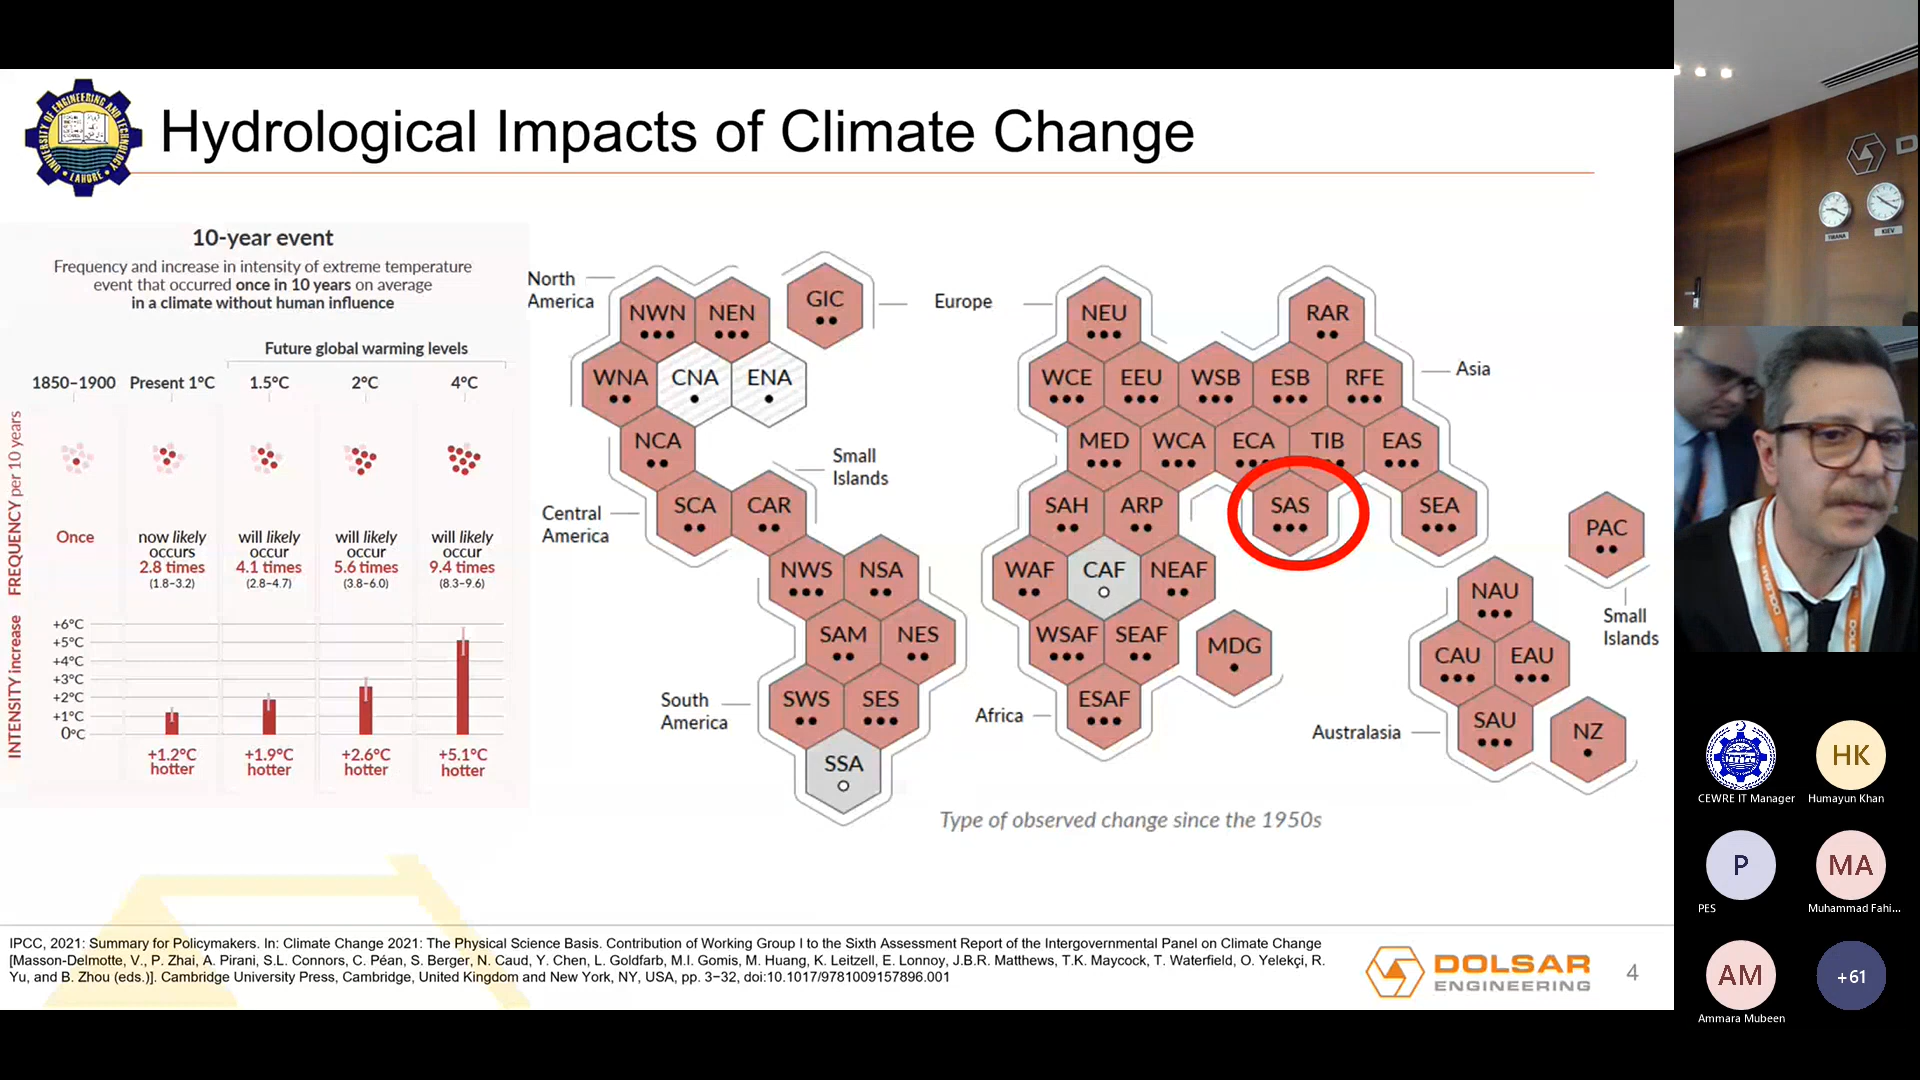 UNIVERSITY OF ENGINEERING AND TECHNOLOGY
LAHORE
Hydrological Impacts of Climate Change
10-year event
Frequency and increase in intensity of extreme temperature
event that occurred once in 10 years on average
in a climate without human influence
Future global warming levels
1850–1900 Present 1°C 1.5°C 2°C 4°C
FREQUENCY per 10 years
Once
now likely occurs 2.8 times (1.8–3.2)
will likely occur 4.1 times (2.8–4.7)
will likely occur 5.6 times (3.8–6.0)
will likely occur 9.4 times (8.3–9.6)
INTENSITY increase
+6°C
+5°C
+4°C
+3°C
+2°C
+1°C
0°C
+1.2°C hotter
+1.9°C hotter
+2.6°C hotter
+5.1°C hotter
North
America
NWN NEN GIC
WNA CNA ENA
NCA
Small
Islands
SCA CAR
Central
America
NWS NSA
SAM NES
South
America
SWS SES
SSA
Europe
NEU RAR
WCE EEU WSB ESB RFE
Asia
MED WCA ECA TIB EAS
SAH ARP SAS SEA
PAC
WAF CAF NEAF
WSAF SEAF MDG
Africa
ESAF
NAU
Small
Islands
CAU EAU
Australasia
SAU NZ
Type of observed change since the 1950s
IPCC, 2021: Summary for Policymakers. In: Climate Change 2021: The Physical Science Basis. Contribution of Working Group I to the Sixth Assessment Report of the Intergovernmental Panel on Climate Change
[Masson-Delmotte, V., P. Zhai, A. Pirani, S.L. Connors, C. Péan, S. Berger, N. Caud, Y. Chen, L. Goldfarb, M.I. Gomis, M. Huang, K. Leitzell, E. Lonnoy, J.B.R. Matthews, T.K. Maycock, T. Waterfield, O. Yelekçi, R.
Yu, and B. Zhou (eds.)]. Cambridge University Press, Cambridge, United Kingdom and New York, NY, USA, pp. 3−32, doi:10.1017/9781009157896.001
DOLSAR
ENGINEERING
4
D
TIRANA
KIEV
DOLSAR
HK
CEWRE IT Manager
Humayun Khan
P
MA
PES
Muhammad Fahi...
AM
+61
Ammara Mubeen